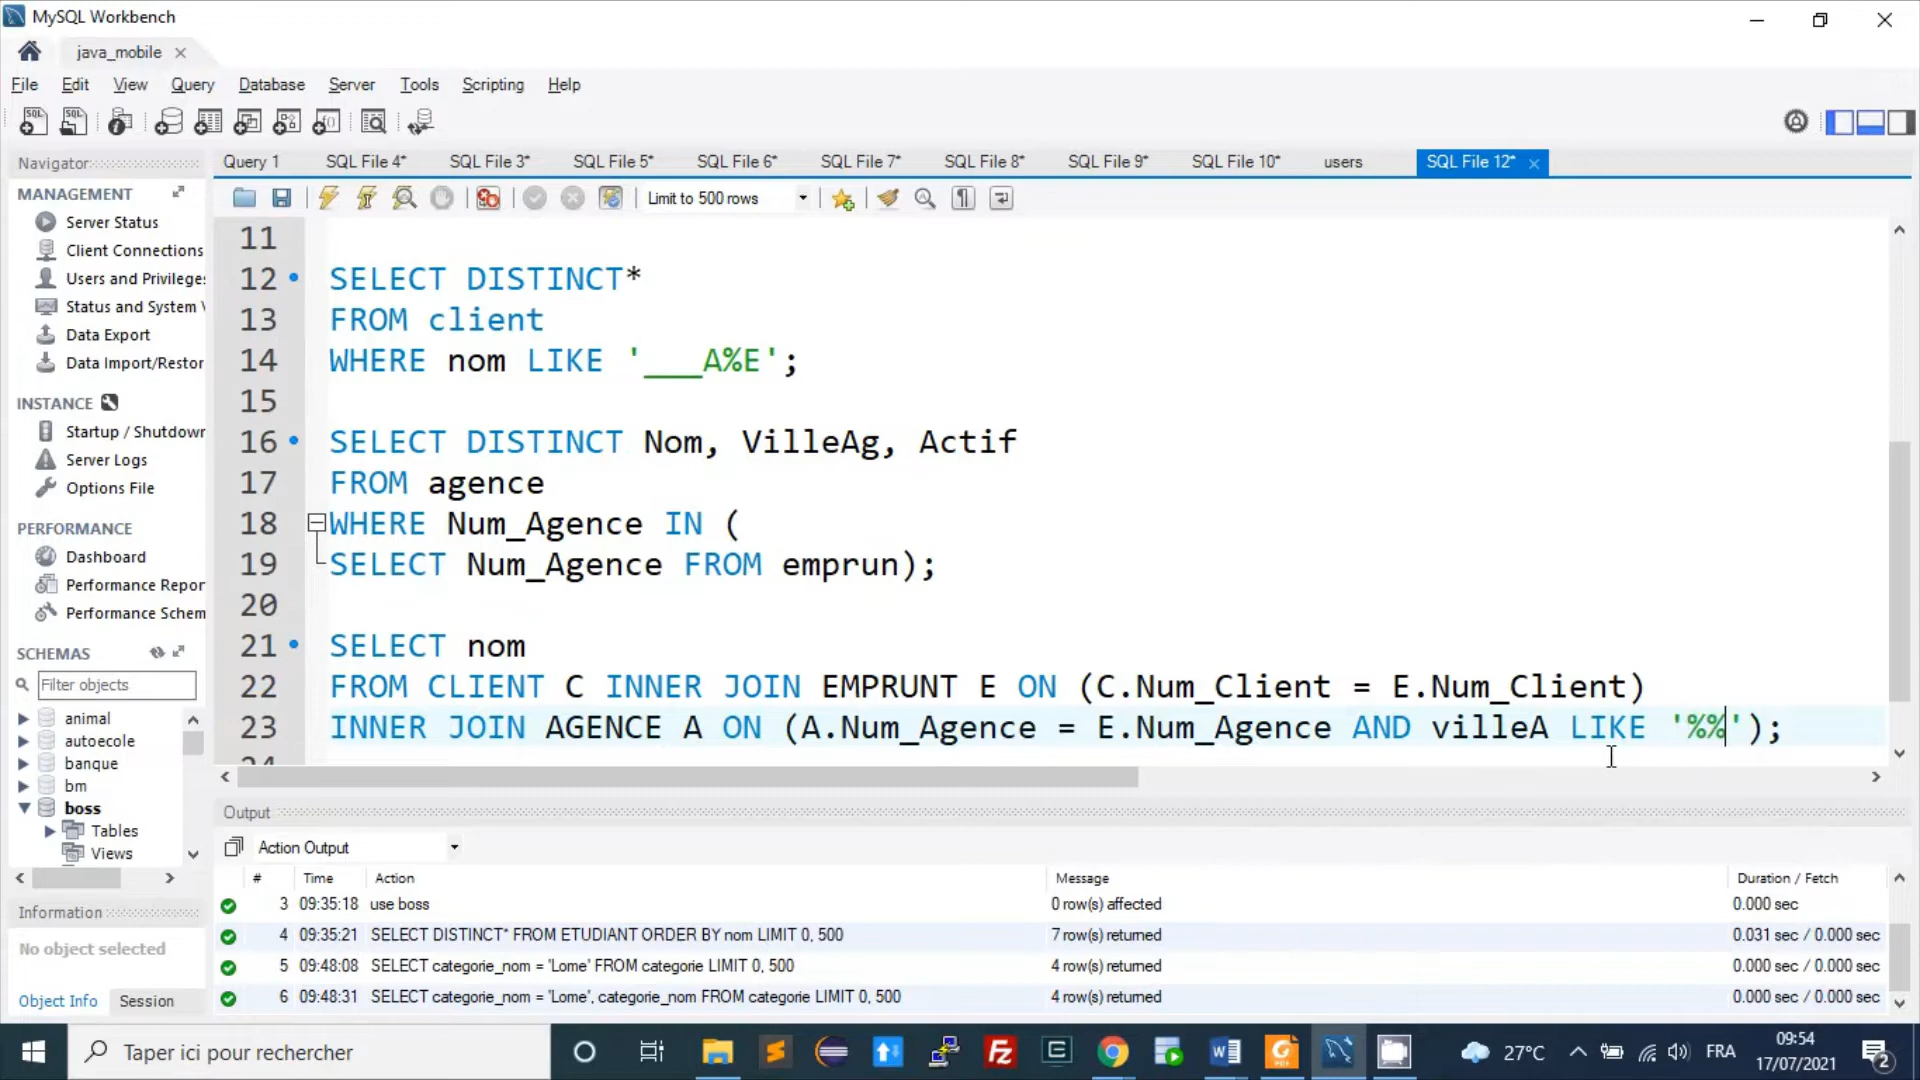 MySQL Workbench
java_mobile
File Edit View Query Database Server Tools Scripting Help
Navigator
Query 1 SQL File 4* SQL File 3* SQL File 5* SQL File 6* SQL File 7* SQL File 8* SQL File 9* SQL File 10* users SQL File 12*
Limit to 500 rows
MANAGEMENT
Server Status
Client Connections
Users and Privilege:
Status and System
Data Export
Data Import/Restor
INSTANCE
Startup / Shutdown
Server Logs
Options File
PERFORMANCE
Dashboard
Performance Repor
Performance Schem
SCHEMAS
Filter objects
animal
autoecole
banque
bm
boss
Tables
Views
Information
No object selected
Object Info Session
11
12 SELECT DISTINCT*
13 FROM client
14 WHERE nom LIKE '___A%E';
15
16 SELECT DISTINCT Nom, VilleAg, Actif
17 FROM agence
18 WHERE Num_Agence IN (
19 SELECT Num_Agence FROM emprun);
20
21 SELECT nom
22 FROM CLIENT C INNER JOIN EMPRUNT E ON (C.Num_Client = E.Num_Client)
23 INNER JOIN AGENCE A ON (A.Num_Agence = E.Num_Agence AND villeA LIKE '%%');
24
Output
Action Output
# Time Action Message Duration / Fetch
3 09:35:18 use boss 0 row(s) affected 0.000 sec
4 09:35:21 SELECT DISTINCT* FROM ETUDIANT ORDER BY nom LIMIT 0, 500 7 row(s) returned 0.031 sec / 0.000 sec
5 09:48:08 SELECT categorie_nom = 'Lome' FROM categorie LIMIT 0, 500 4 row(s) returned 0.000 sec / 0.000 sec
6 09:48:31 SELECT categorie_nom = 'Lome', categorie_nom FROM categorie LIMIT 0, 500 4 row(s) returned 0.000 sec / 0.000 sec
Taper ici pour rechercher
27°C
FRA
09:54
17/07/2021
2